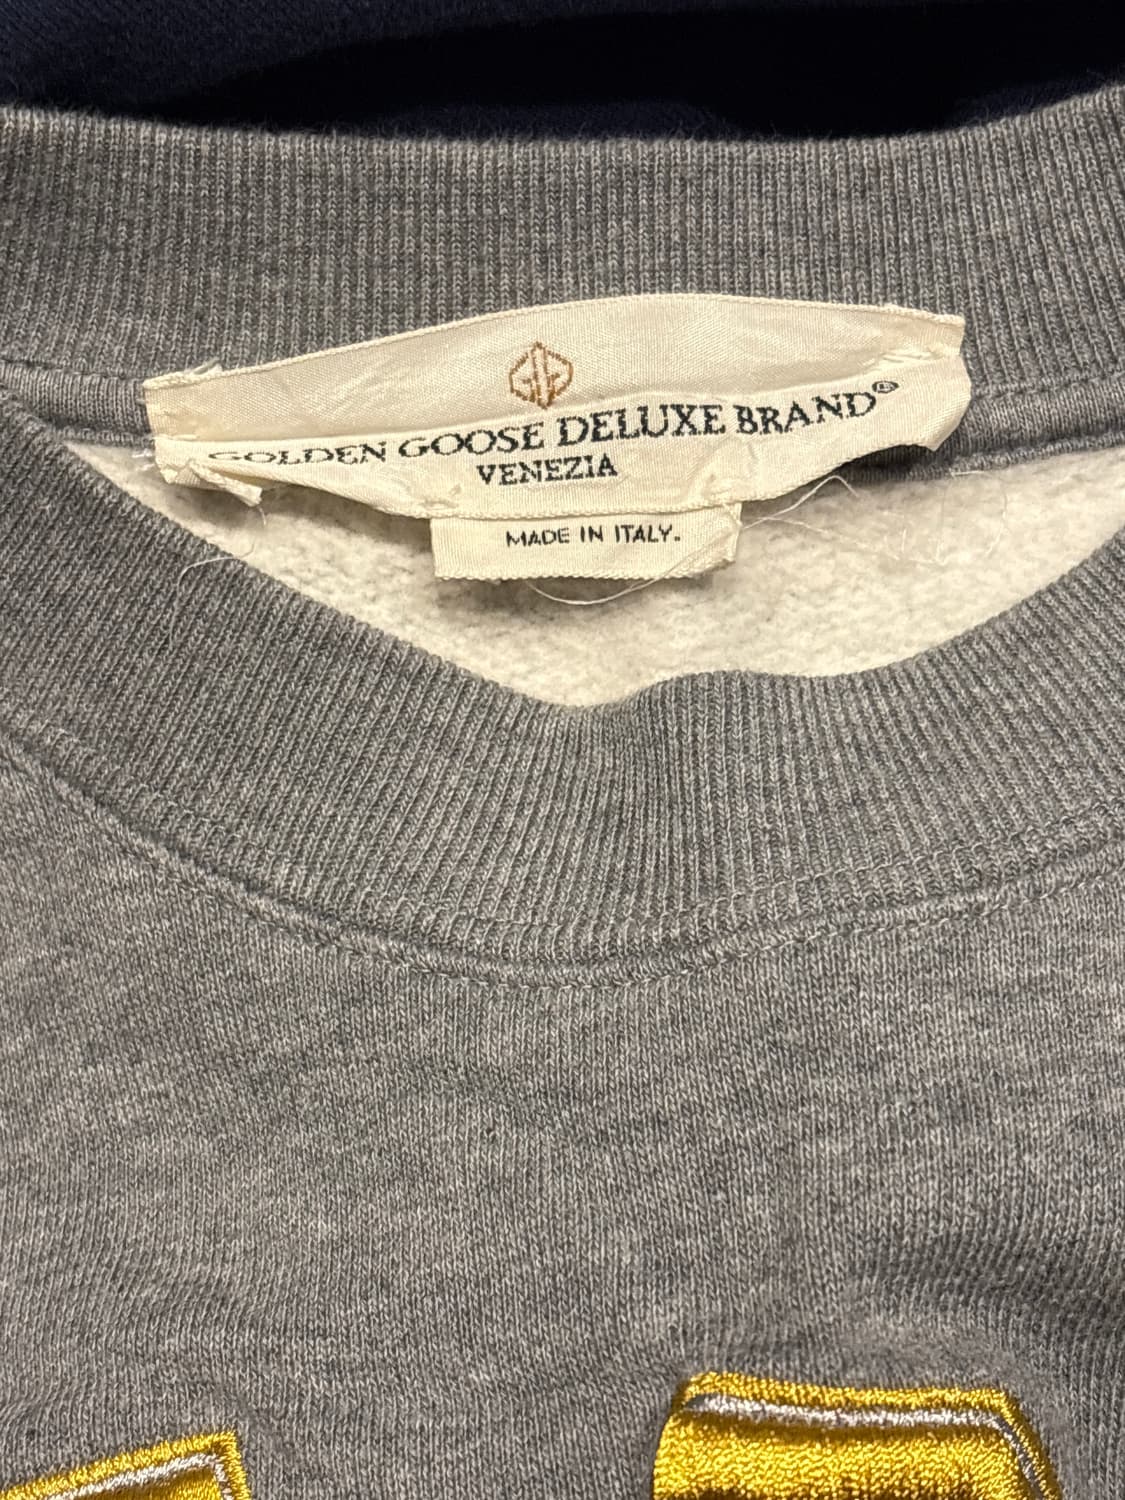 GOLDEN GOOSE DELUXE BRAND®
VENEZIA
MADE IN ITALY.